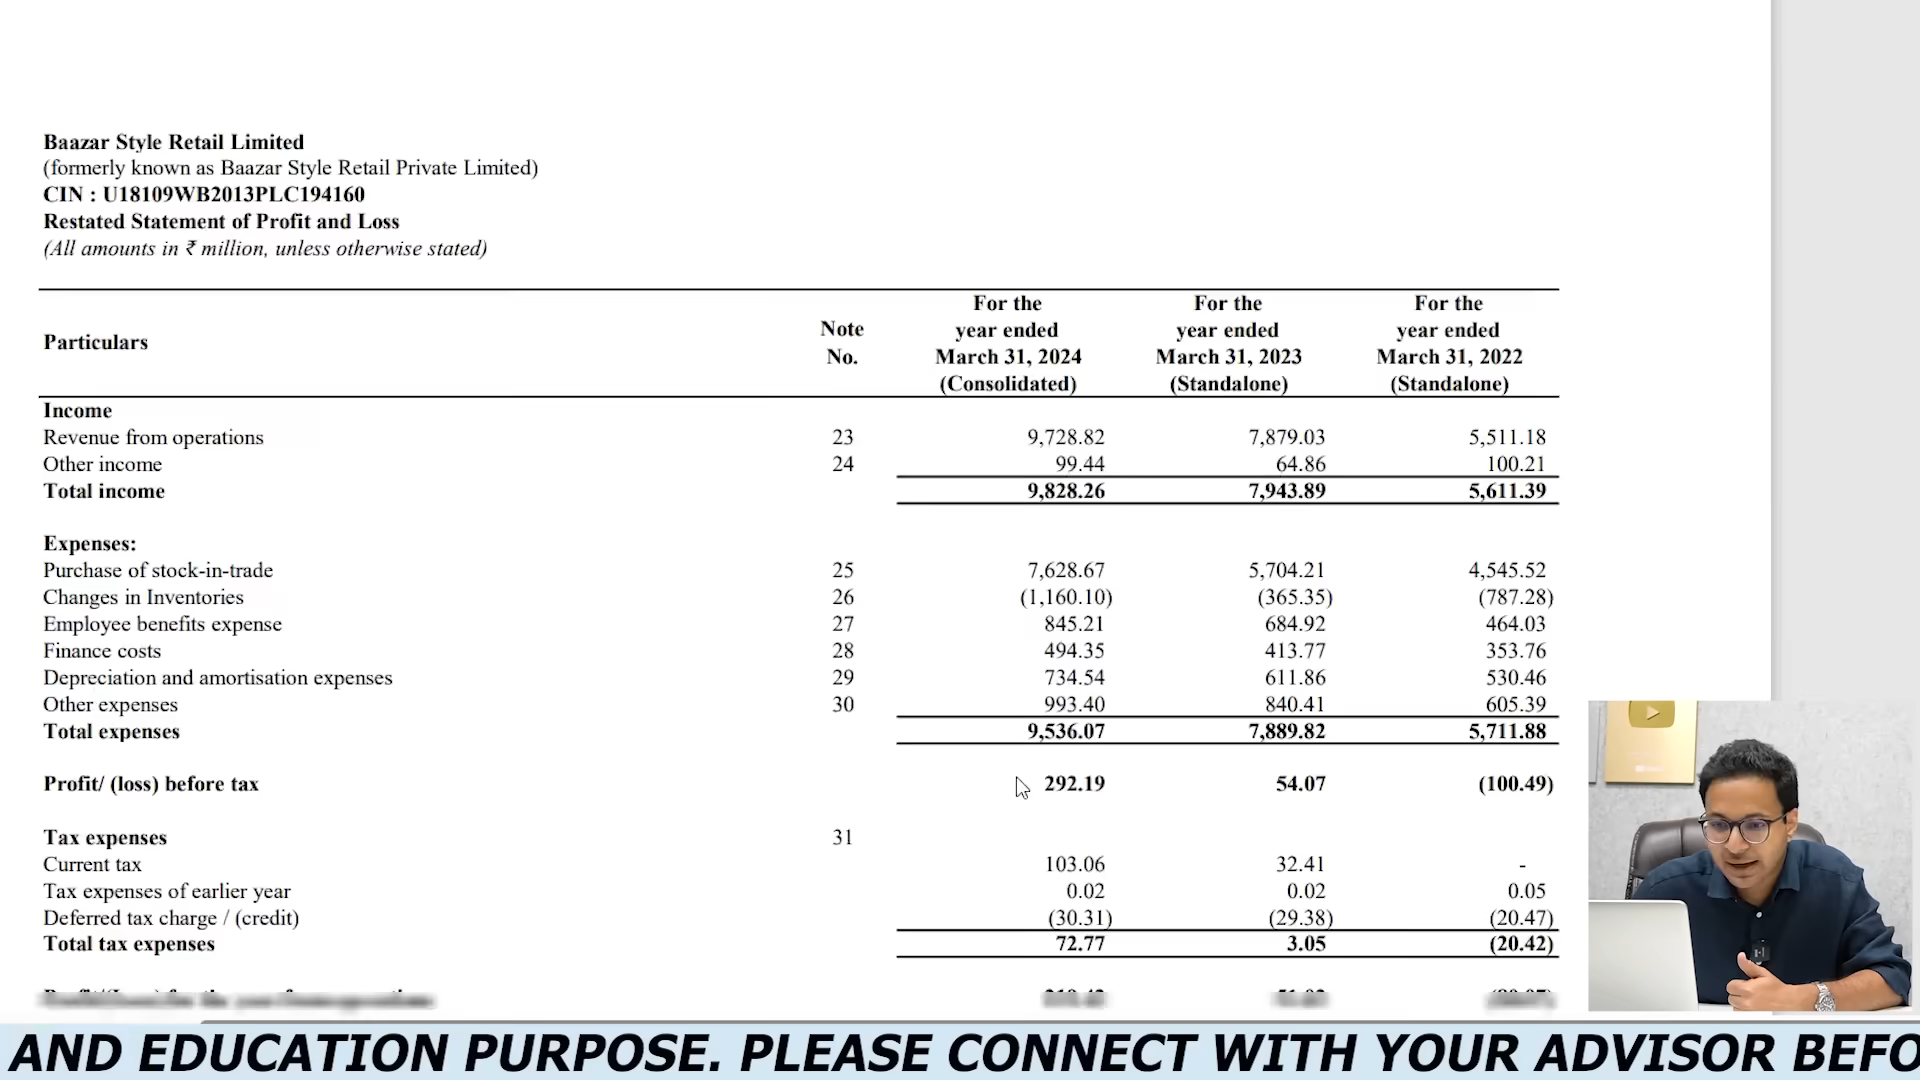 Baazar Style Retail Limited
(formerly known as Baazar Style Retail Private Limited)
CIN : U18109WB2013PLC194160
Restated Statement of Profit and Loss
(All amounts in ₹ million, unless otherwise stated)
Particulars Note No. For the year ended March 31, 2024 (Consolidated) For the year ended March 31, 2023 (Standalone) For the year ended March 31, 2022 (Standalone)
Income
Revenue from operations 23 9,728.82 7,879.03 5,511.18
Other income 24 99.44 64.86 100.21
Total income 9,828.26 7,943.89 5,611.39
Expenses:
Purchase of stock-in-trade 25 7,628.67 5,704.21 4,545.52
Changes in Inventories 26 (1,160.10) (365.35) (787.28)
Employee benefits expense 27 845.21 684.92 464.03
Finance costs 28 494.35 413.77 353.76
Depreciation and amortisation expenses 29 734.54 611.86 530.46
Other expenses 30 993.40 840.41 605.39
Total expenses 9,536.07 7,889.82 5,711.88
Profit/ (loss) before tax 292.19 54.07 (100.49)
Tax expenses 31
Current tax 103.06 32.41 -
Tax expenses of earlier year 0.02 0.02 0.05
Deferred tax charge / (credit) (30.31) (29.38) (20.47)
Total tax expenses 72.77 3.05 (20.42)
AND EDUCATION PURPOSE. PLEASE CONNECT WITH YOUR ADVISOR BEFO